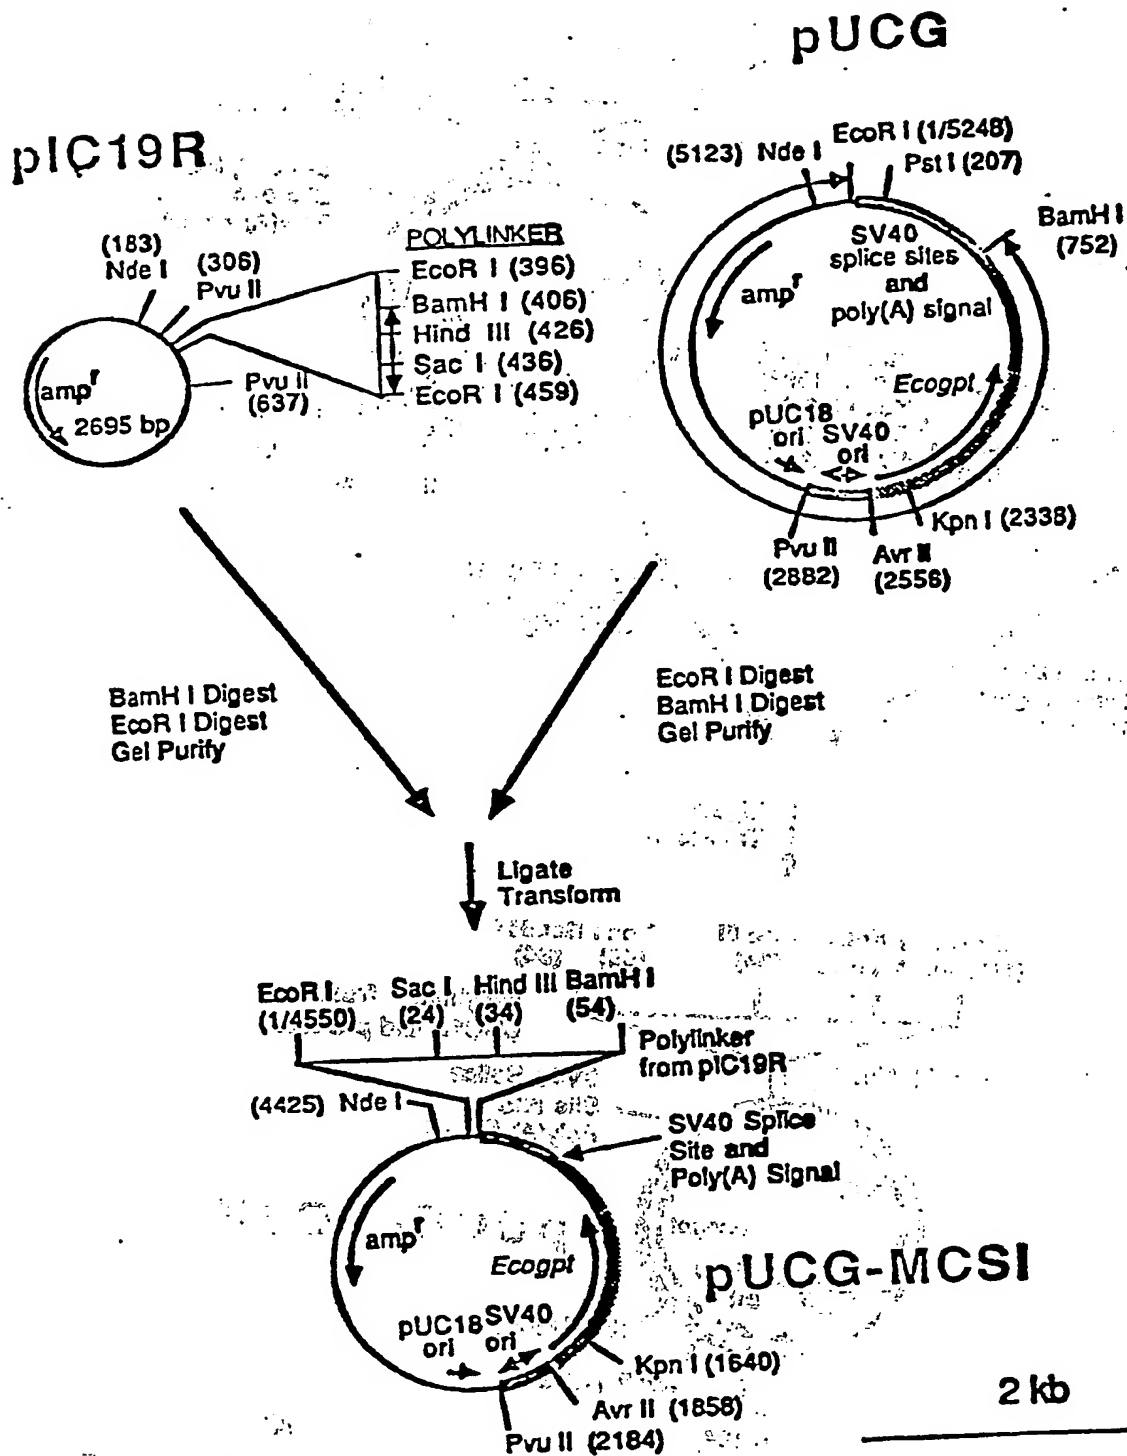 pUCG
pIC19R
(5123) Nde I
EcoR I (1/5248)
Pst I (207)
BamH I
(752)
SV40
splice sites
and
poly(A) signal
amp^r
Ecogpt
pUC18
ori
SV40
ori
Kpn I (2338)
Pvu II
(2882)
Avr II
(2556)
(183)
Nde I
(306)
Pvu II
POLYLINKER
EcoR I (396)
BamH I (406)
Hind III (426)
Sac I (436)
EcoR I (459)
Pvu II
(637)
amp^r
2695 bp
BamH I Digest
EcoR I Digest
Gel Purify
EcoR I Digest
BamH I Digest
Gel Purify
Ligate
Transform
EcoR I
(1/4550)
Sac I
(24)
Hind III
(34)
BamH I
(54)
Polylinker
from pIC19R
(4425) Nde I
SV40 Splice
Site and
Poly(A) Signal
amp^r
Ecogpt
pUCG-MCSI
pUC18
ori
SV40
ori
Kpn I (1640)
Avr II (1858)
Pvu II (2184)
2 kb